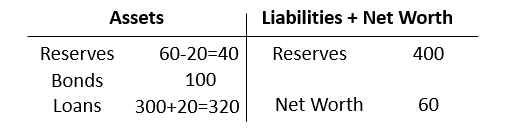 Assets Liabilities + Net Worth
Reserves 60-20=40 Reserves 400
Bonds 100
Loans 300+20=320 Net Worth 60